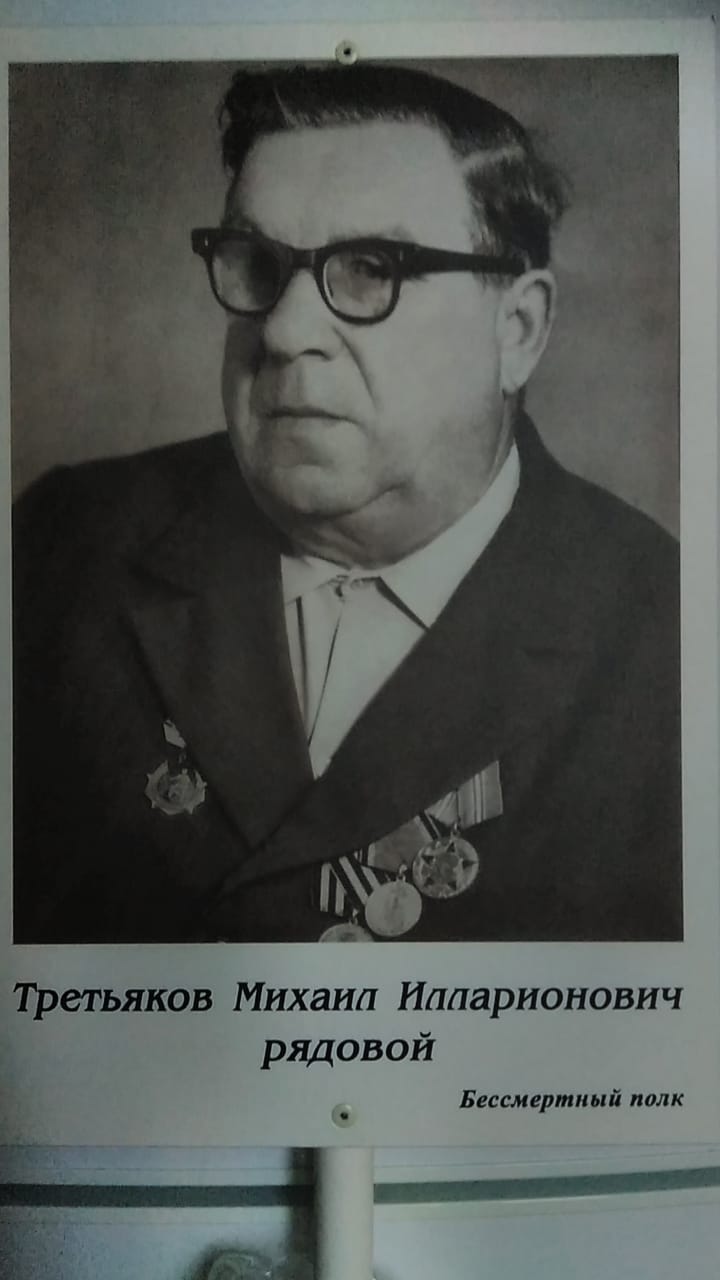 Третьяков Михаил Илларионович
рядовой
Бессмертный полк